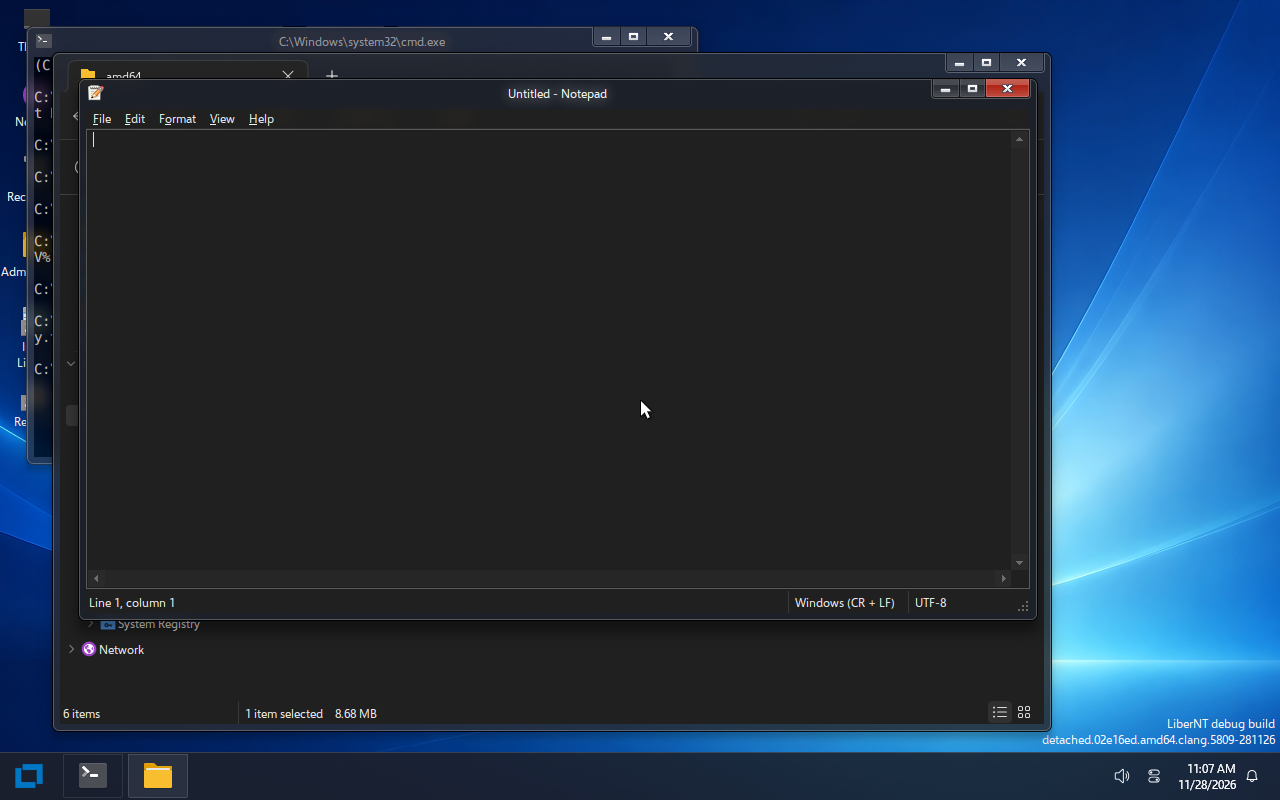 C:\Windows\system32\cmd.exe
amd64
Untitled - Notepad
File Edit Format View Help
Line 1, column 1
Windows (CR + LF)
UTF-8
System Registry
Network
6 items
1 item selected 8.68 MB
LiberNT debug build
detached.02e16ed.amd64.clang.5809-281126
11:07 AM
11/28/2026